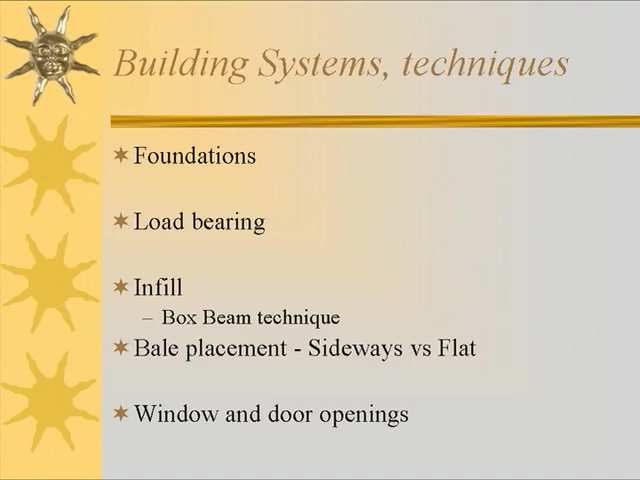 Building Systems, techniques
Foundations
Load bearing
Infill
– Box Beam technique
Bale placement - Sideways vs Flat
Window and door openings